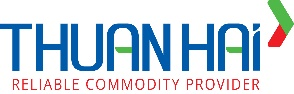 THUAN HAi
RELIABLE COMMODITY PROVIDER